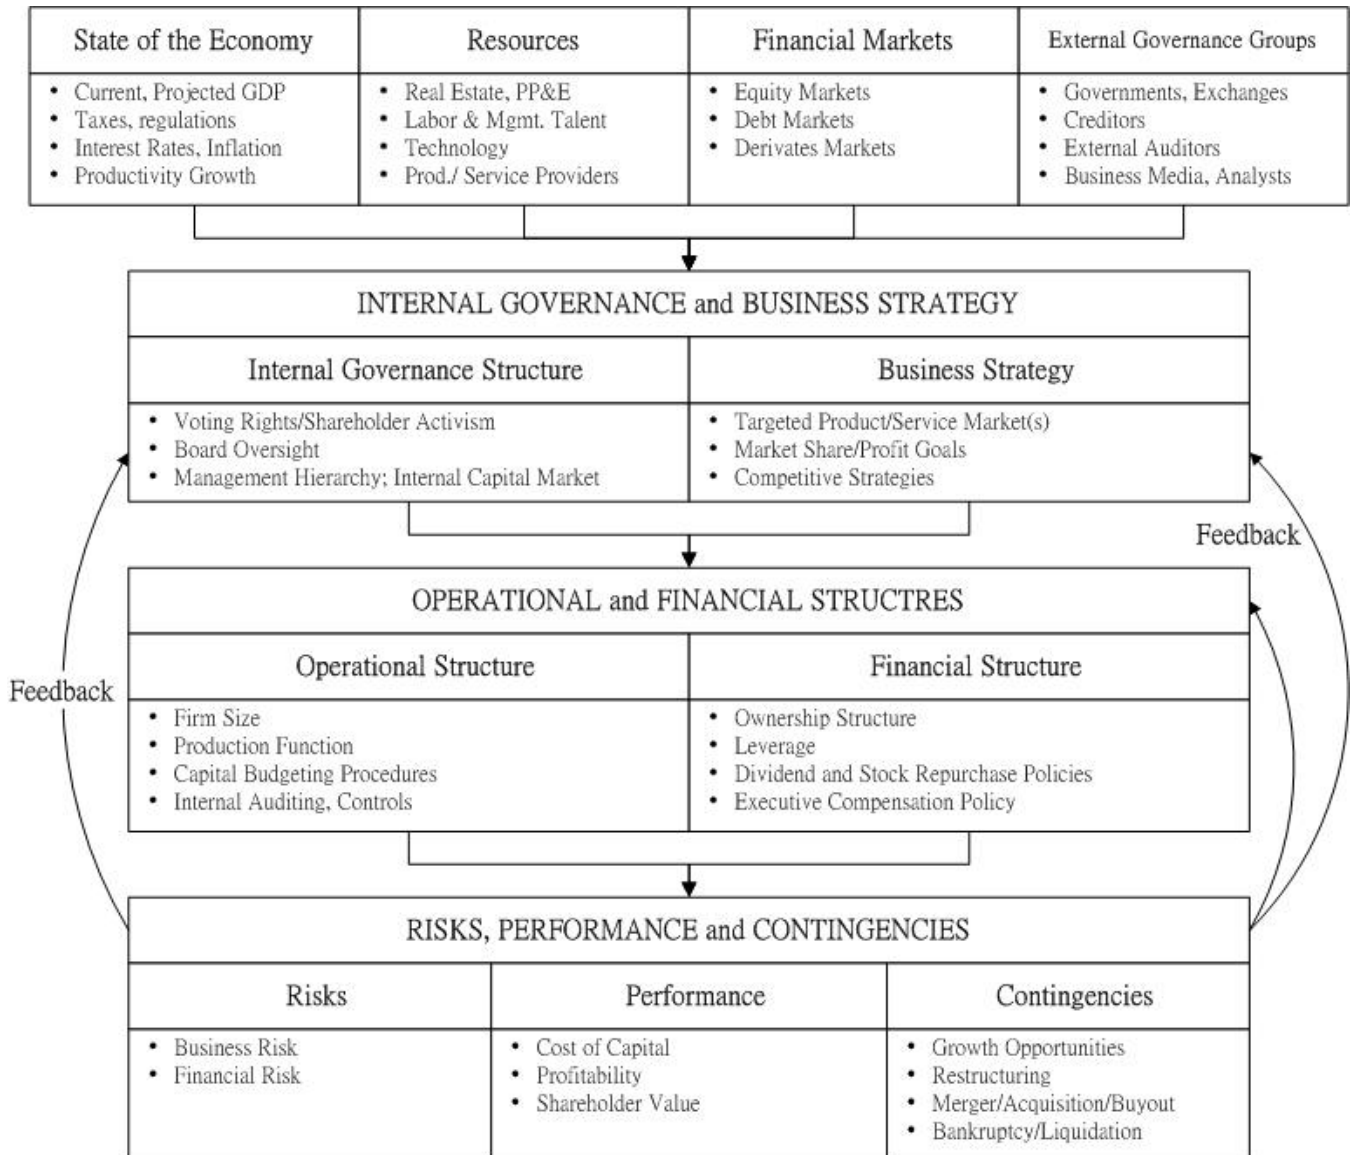 State of the Economy
Resources
Financial Markets
External Governance Groups
• Current, Projected GDP
• Taxes, regulations
• Interest Rates, Inflation
• Productivity Growth
• Real Estate, PP&E
• Labor & Mgmt. Talent
• Technology
• Prod./ Service Providers
• Equity Markets
• Debt Markets
• Derivates Markets
• Governments, Exchanges
• Creditors
• External Auditors
• Business Media, Analysts
INTERNAL GOVERNANCE and BUSINESS STRATEGY
Internal Governance Structure
Business Strategy
• Voting Rights/Shareholder Activism
• Board Oversight
• Management Hierarchy; Internal Capital Market
• Targeted Product/Service Market(s)
• Market Share/Profit Goals
• Competitive Strategies
Feedback
OPERATIONAL and FINANCIAL STRUCTRES
Operational Structure
Financial Structure
Feedback
• Firm Size
• Production Function
• Capital Budgeting Procedures
• Internal Auditing, Controls
• Ownership Structure
• Leverage
• Dividend and Stock Repurchase Policies
• Executive Compensation Policy
RISKS, PERFORMANCE and CONTINGENCIES
Risks
Performance
Contingencies
• Business Risk
• Financial Risk
• Cost of Capital
• Profitability
• Shareholder Value
• Growth Opportunities
• Restructuring
• Merger/Acquisition/Buyout
• Bankruptcy/Liquidation